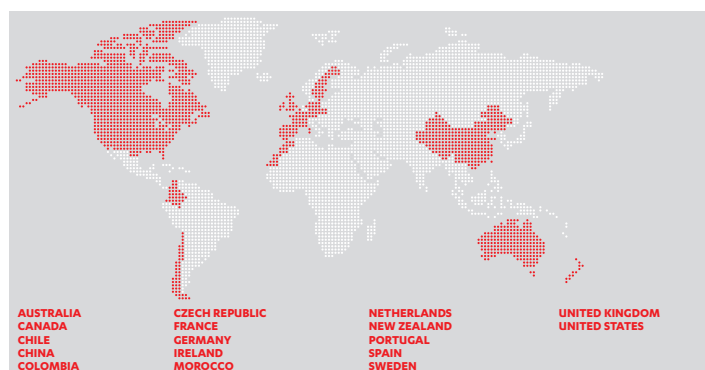 AUSTRALIA
CANADA
CHILE
CHINA
COLOMBIA
CZECH REPUBLIC
FRANCE
GERMANY
IRELAND
MOROCCO
NETHERLANDS
NEW ZEALAND
PORTUGAL
SPAIN
SWEDEN
UNITED KINGDOM
UNITED STATES